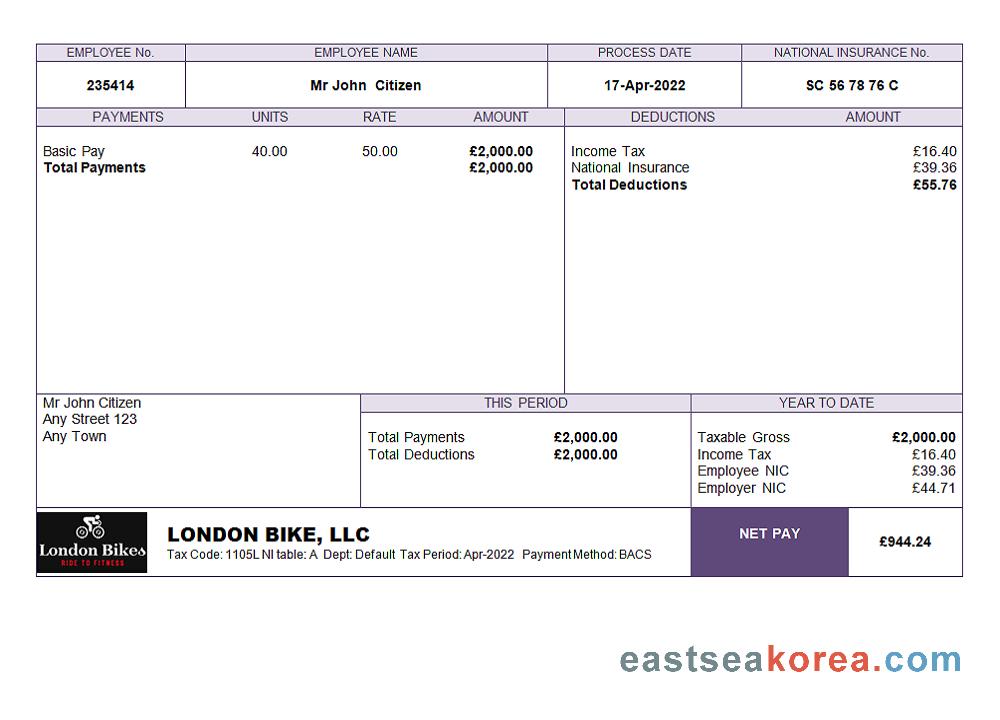 EMPLOYEE No. EMPLOYEE NAME PROCESS DATE NATIONAL INSURANCE No.
235414 Mr John Citizen 17-Apr-2022 SC 56 78 76 C
PAYMENTS UNITS RATE AMOUNT DEDUCTIONS AMOUNT
Basic Pay 40.00 50.00 £2,000.00 Income Tax £16.40
Total Payments £2,000.00 National Insurance £39.36
Total Deductions £55.76
Mr John Citizen THIS PERIOD YEAR TO DATE
Any Street 123
Any Town Total Payments £2,000.00 Taxable Gross £2,000.00
Total Deductions £2,000.00 Income Tax £16.40
Employee NIC £39.36
Employer NIC £44.71
London Bikes
RIDE TO FITNESS
LONDON BIKE, LLC NET PAY £944.24
Tax Code: 1105L NI table: A Dept: Default Tax Period: Apr-2022 Payment Method: BACS
eastseakorea.com